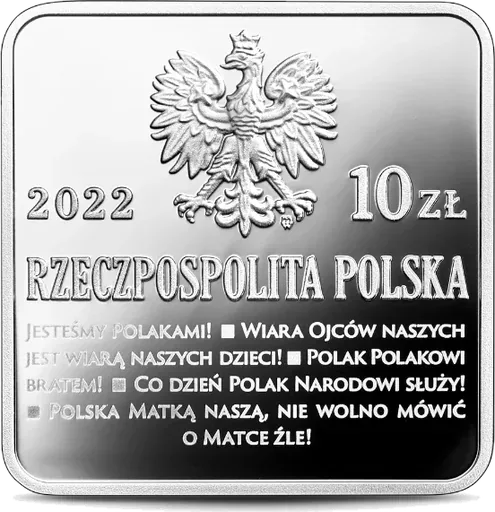 2022 10 ZŁ
RZECZPOSPOLITA POLSKA
JESTEŚMY POLAKAMI! ■ WIARA OJCÓW NASZYCH
JEST WIARĄ NASZYCH DZIECI! ■ POLAK POLAKOWI
BRATEM! ■ CO DZIEŃ POLAK NARODOWI SŁUŻY!
■ POLSKA MATKĄ NASZĄ, NIE WOLNO MÓWIĆ
O MATCE ŹLE!